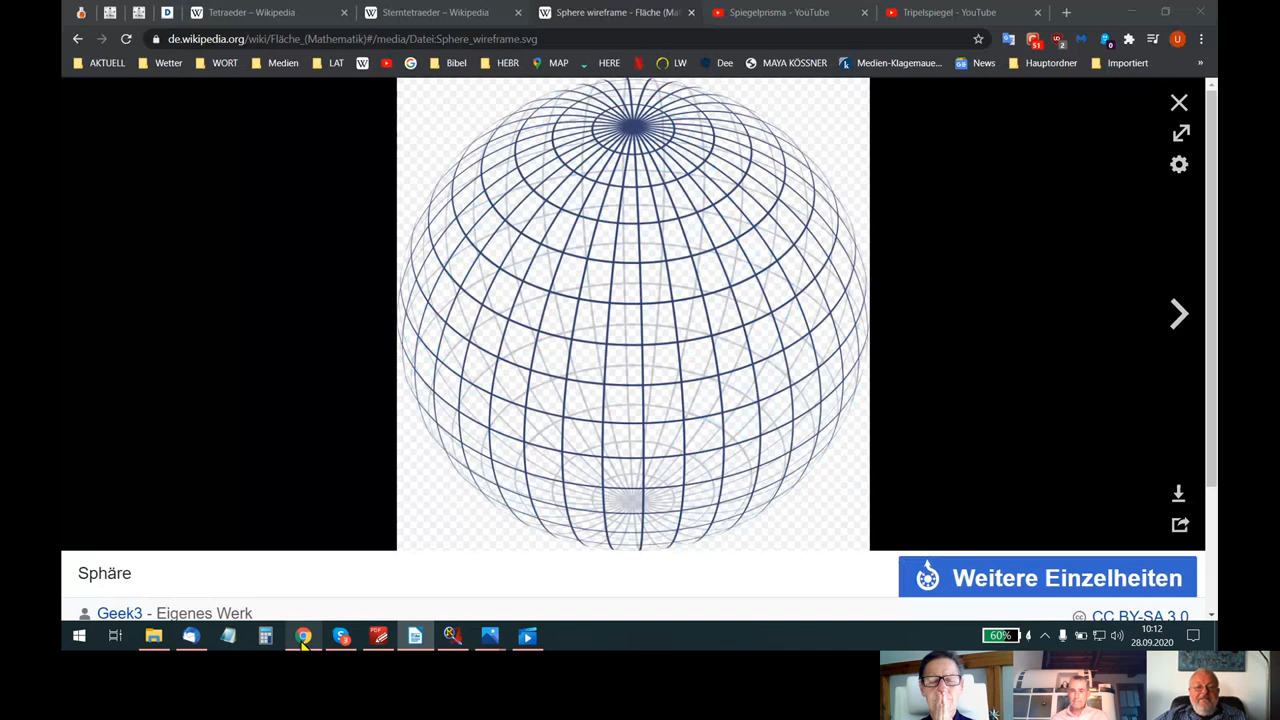 Tetraeder – Wikipedia
Sterntetraeder – Wikipedia
Sphere wireframe - Fläche (Ma
Spiegelprisma - YouTube
Tripelspiegel - YouTube
de.wikipedia.org/wiki/Fläche_(Mathematik)#/media/Datei:Sphere_wireframe.svg
51
2
0
U
AKTUELL
Wetter
WORT
Medien
LAT
Bibel
HEBR
MAP
HERE
LW
Dee
MAYA KÖSSNER
Medien-Klagemaue...
News
Hauptordner
Importiert
»
Sphäre
Weitere Einzelheiten
Geek3 - Eigenes Werk
CC BY-SA 3.0
60%
10:12
28.09.2020